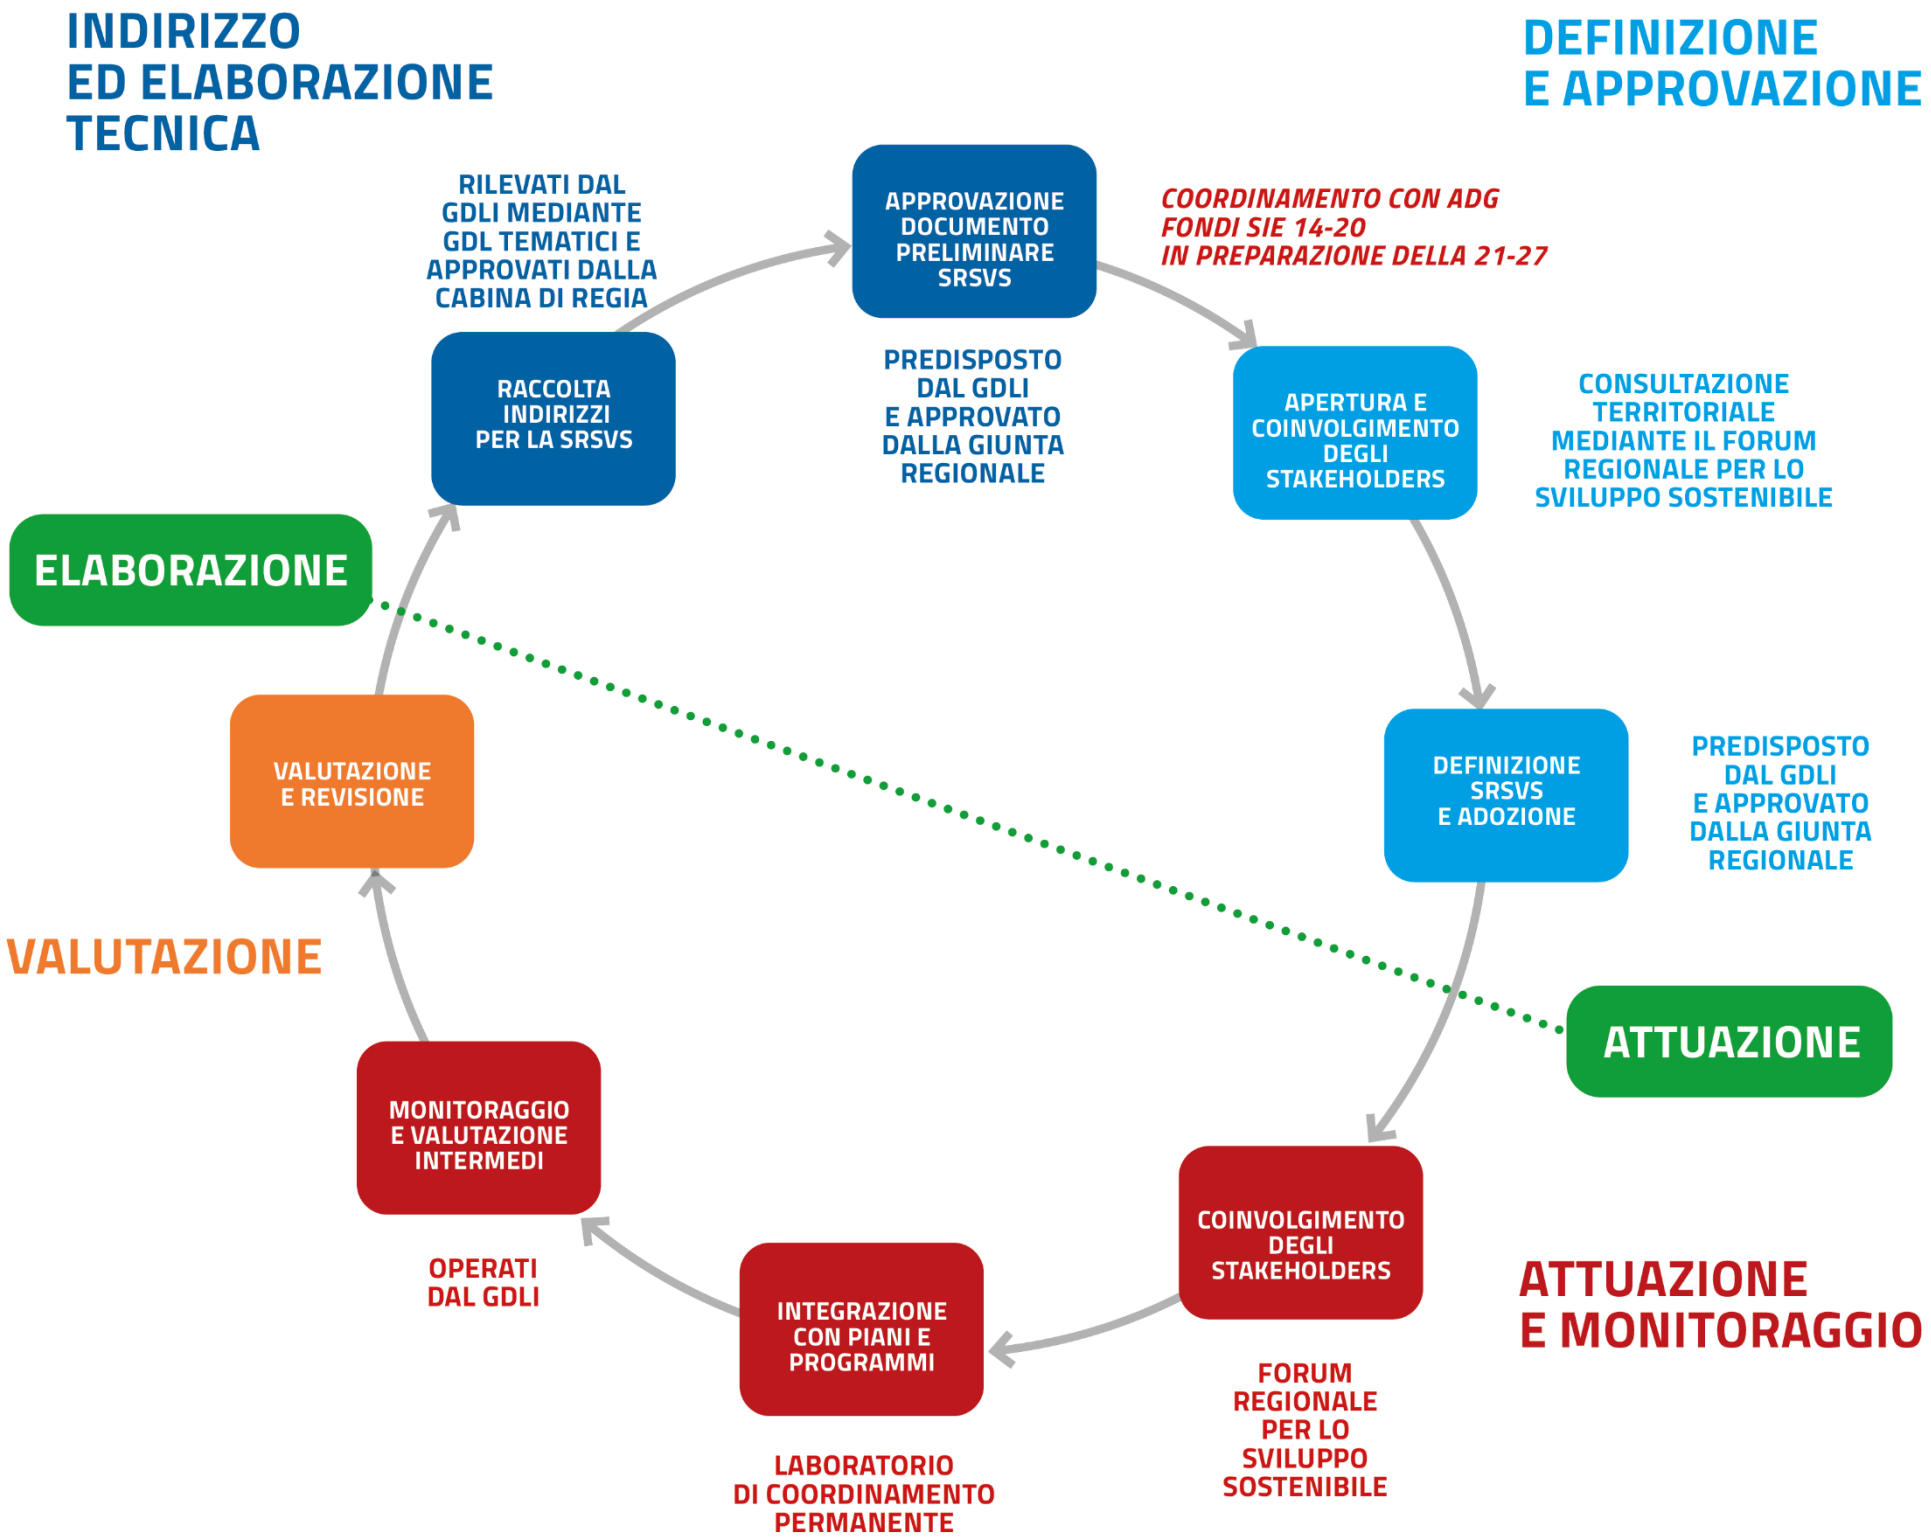 INDIRIZZO
ED ELABORAZIONE
TECNICA
DEFINIZIONE
E APPROVAZIONE
RILEVATI DAL
GDLI MEDIANTE
GDL TEMATICI E
APPROVATI DALLA
CABINA DI REGIA
APPROVAZIONE
DOCUMENTO
PRELIMINARE
SRSVS
COORDINAMENTO CON ADG
FONDI SIE 14-20
IN PREPARAZIONE DELLA 21-27
RACCOLTA
INDIRIZZI
PER LA SRSVS
PREDISPOSTO
DAL GDLI
E APPROVATO
DALLA GIUNTA
REGIONALE
APERTURA E
COINVOLGIMENTO
DEGLI
STAKEHOLDERS
CONSULTAZIONE
TERRITORIALE
MEDIANTE IL FORUM
REGIONALE PER LO
SVILUPPO SOSTENIBILE
ELABORAZIONE
VALUTAZIONE
E REVISIONE
DEFINIZIONE
SRSVS
E ADOZIONE
PREDISPOSTO
DAL GDLI
E APPROVATO
DALLA GIUNTA
REGIONALE
VALUTAZIONE
ATTUAZIONE
MONITORAGGIO
E VALUTAZIONE
INTERMEDI
OPERATI
DAL GDLI
COINVOLGIMENTO
DEGLI
STAKEHOLDERS
ATTUAZIONE
E MONITORAGGIO
INTEGRAZIONE
CON PIANI E
PROGRAMMI
FORUM
REGIONALE
PER LO
SVILUPPO
SOSTENIBILE
LABORATORIO
DI COORDINAMENTO
PERMANENTE